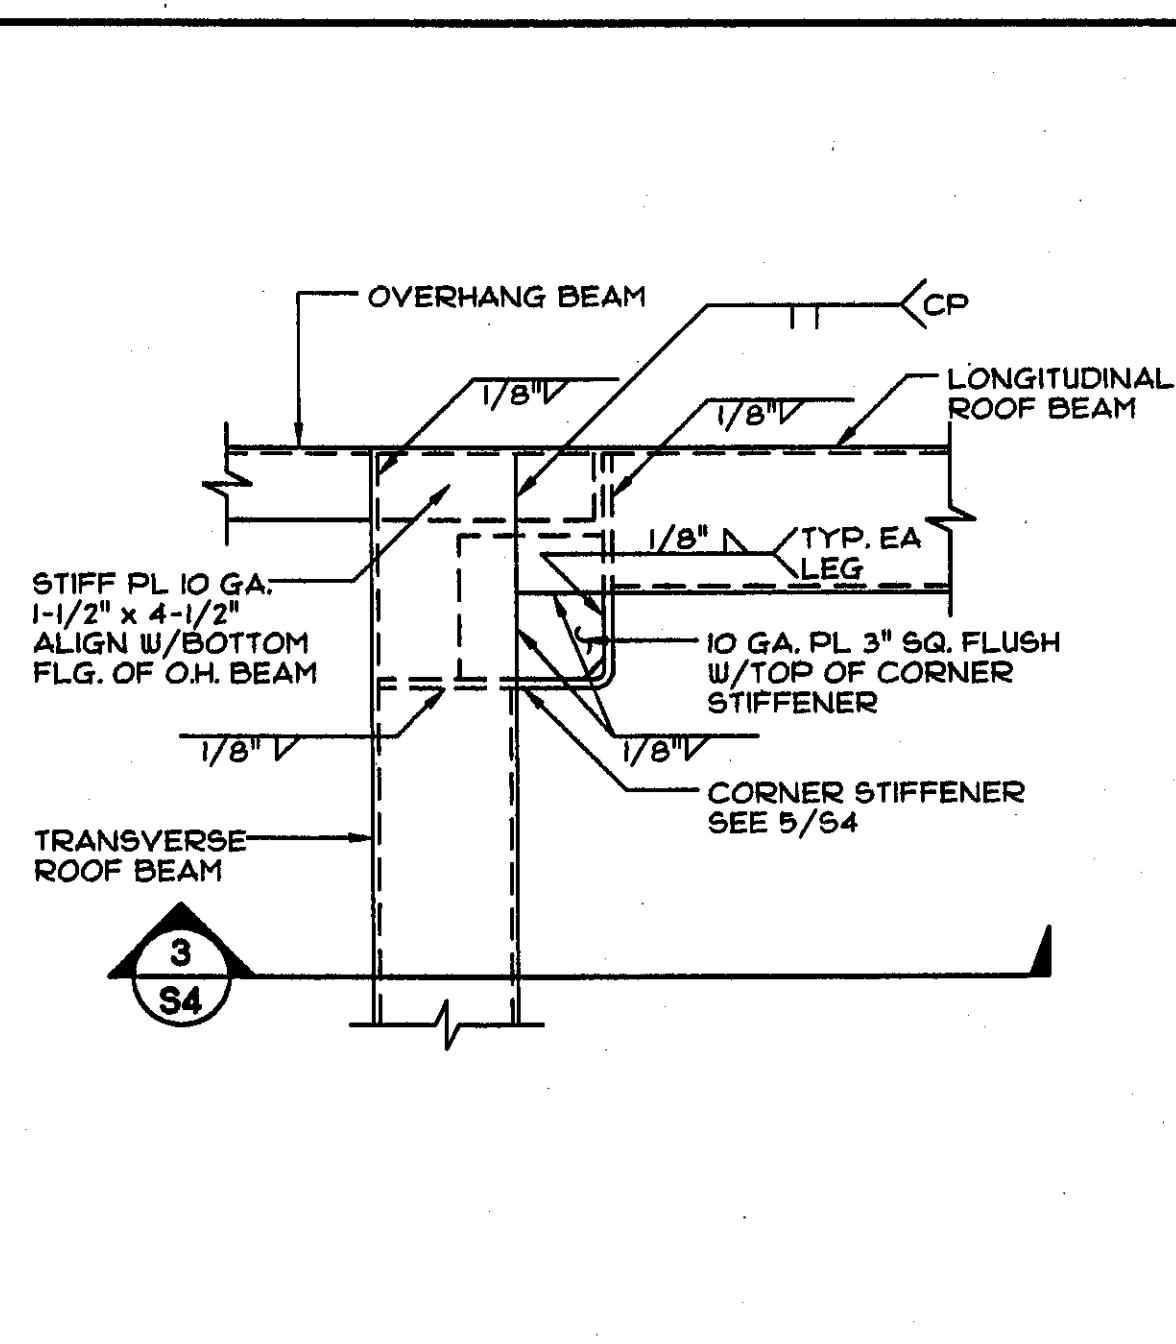 OVERHANG BEAM
CP
1/8"
LONGITUDINAL
ROOF BEAM
1/8"
1/8"
TYP. EA
LEG
STIFF PL 10 GA.
1-1/2" x 4-1/2"
ALIGN W/BOTTOM
FLG. OF O.H. BEAM
10 GA. PL 3" SQ. FLUSH
W/TOP OF CORNER
STIFFENER
1/8"
1/8"
CORNER STIFFENER
SEE 5/S4
TRANSVERSE
ROOF BEAM
3
S4